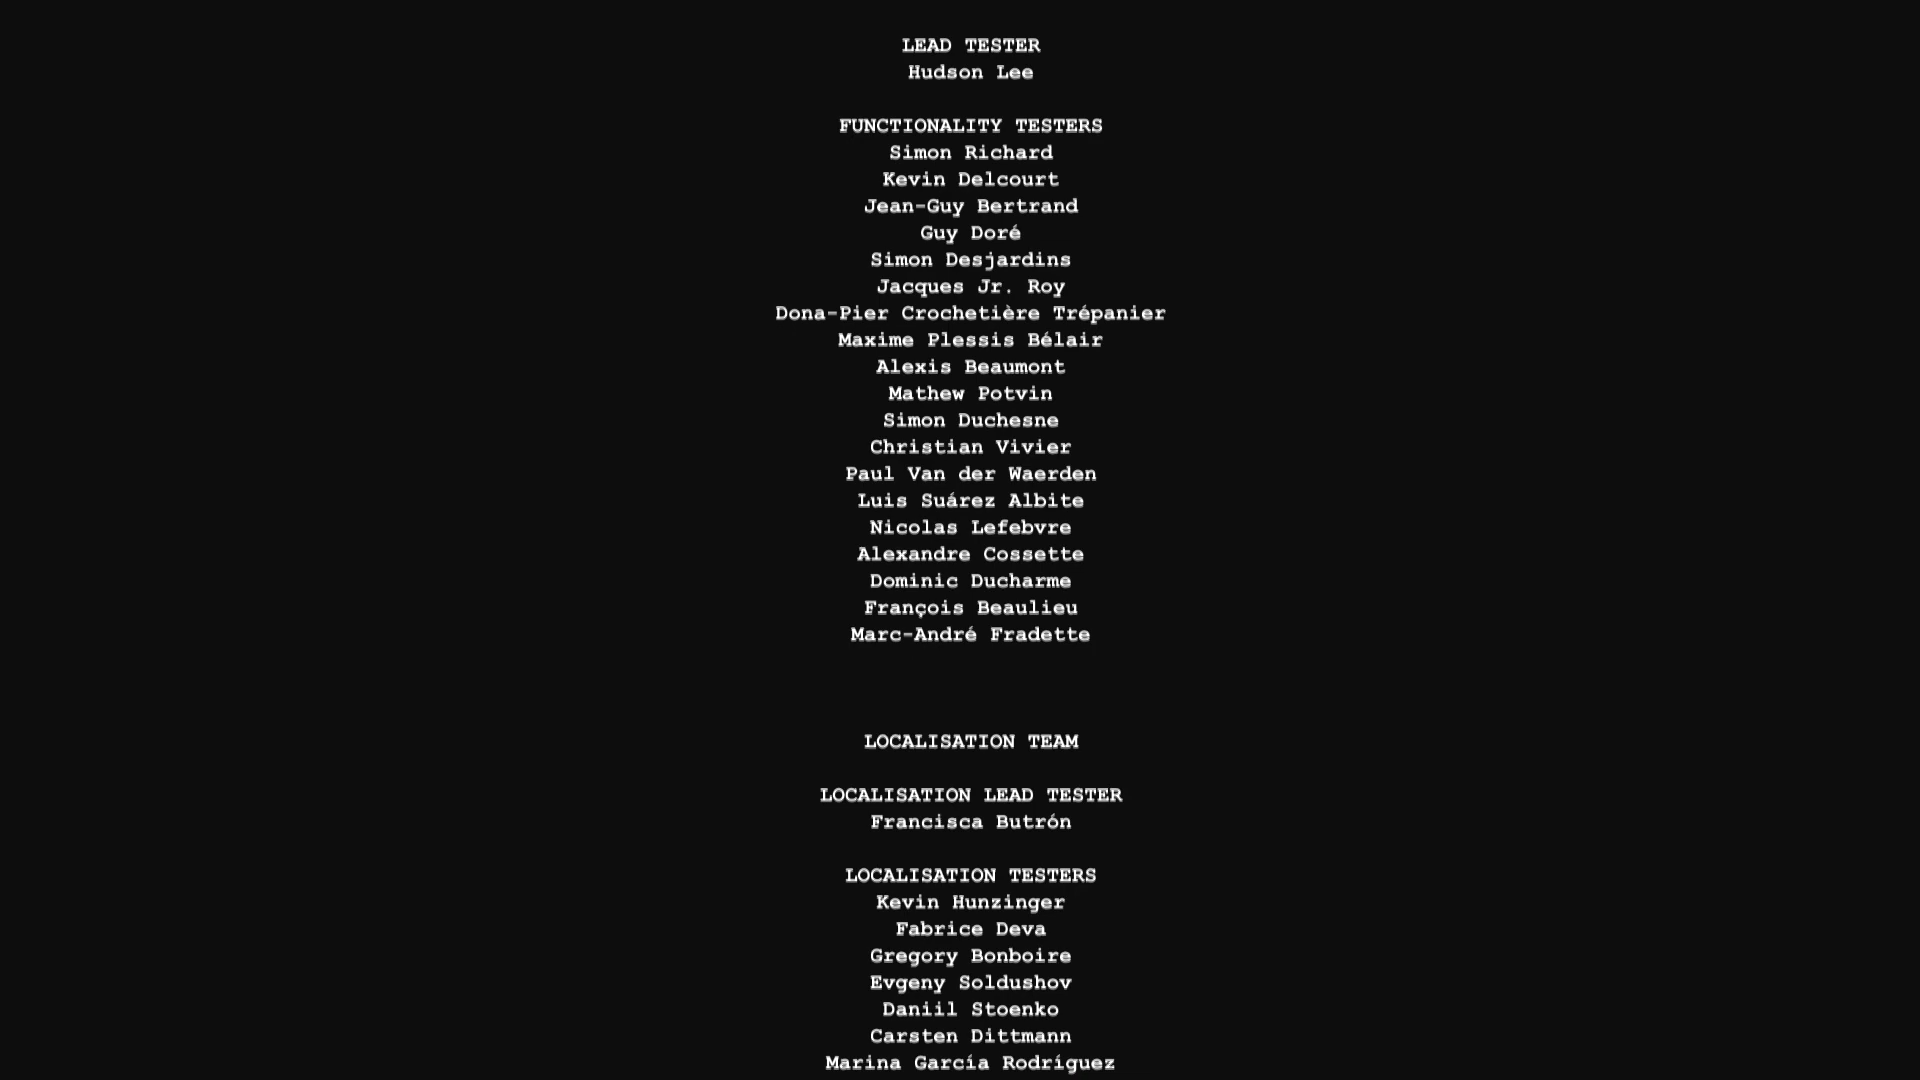 LEAD TESTER
Hudson Lee
FUNCTIONALITY TESTERS
Simon Richard
Kevin Delcourt
Jean-Guy Bertrand
Guy Doré
Simon Desjardins
Jacques Jr. Roy
Dona-Pier Crochetière Trépanier
Maxime Plessis Bélair
Alexis Beaumont
Mathew Potvin
Simon Duchesne
Christian Vivier
Paul Van der Waerden
Luis Suárez Albite
Nicolas Lefebvre
Alexandre Cossette
Dominic Ducharme
François Beaulieu
Marc-André Fradette
LOCALISATION TEAM
LOCALISATION LEAD TESTER
Francisca Butrón
LOCALISATION TESTERS
Kevin Hunzinger
Fabrice Deva
Gregory Bonboire
Evgeny Soldushov
Daniil Stoenko
Carsten Dittmann
Marina García Rodríguez